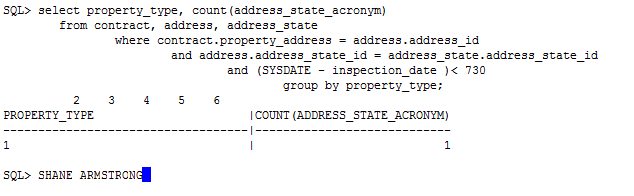 SQL> select property_type, count(address_state_acronym)
from contract, address, address_state
where contract.property_address = address.address_id
and address.address_state_id = address_state.address_state_id
and (SYSDATE - inspection_date )< 730
group by property_type;
2 3 4 5 6
PROPERTY_TYPE |COUNT(ADDRESS_STATE_ACRONYM)
-----------------------------------|----------------------------
1 | 1
SQL> SHANE ARMSTRONG